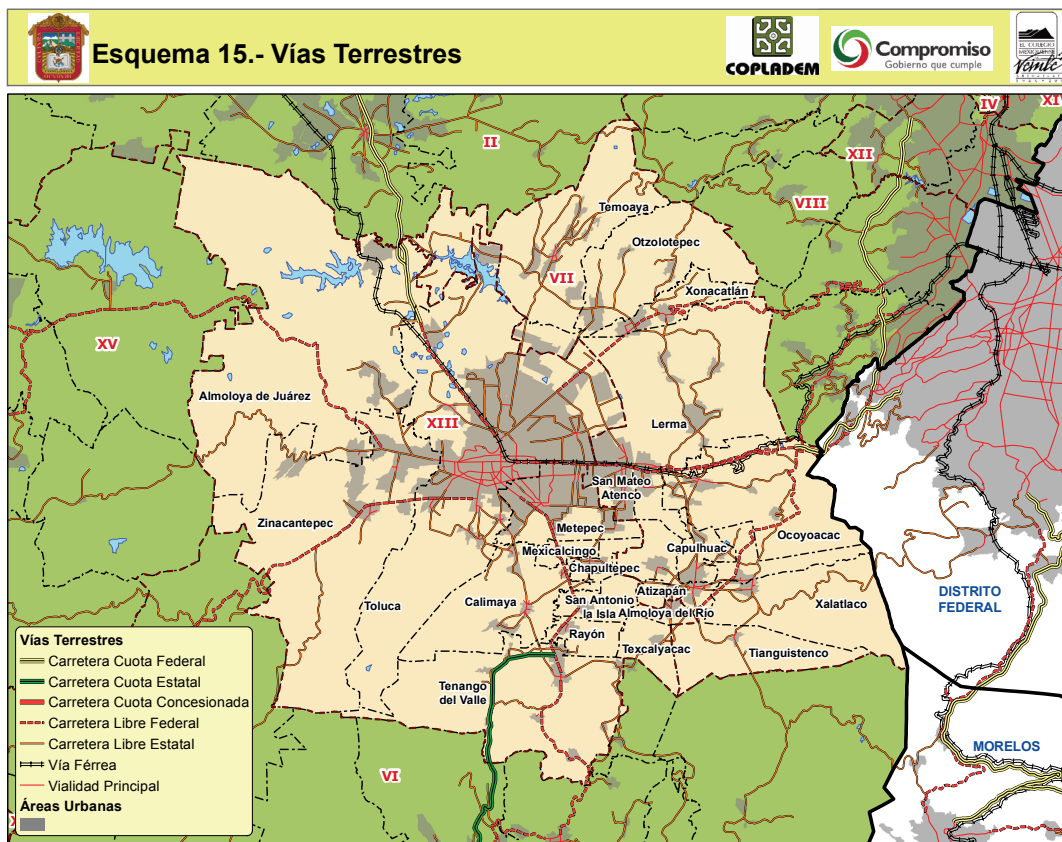 Esquema 15.- Vías Terrestres
COPLADEM
Compromiso
Gobierno que cumple
EL COLEGIO
MEXIQUENSE
II
IV
XII
VIII
Temoaya
Otzolotepec
VII
Xonacatlán
XV
Almoloya de Juárez
XIII
Lerma
San Mateo
Atenco
Zinacantepec
Metepec
Ocoyoacac
Mexicalcingo
Capulhuac
Chapultepec
Toluca
Calimaya
San Antonio
la Isla
Atizapán
Almoloya del Río
Xalatlaco
DISTRITO
FEDERAL
Rayón
Texcalyacac
Tianguistenco
Tenango
del Valle
MORELOS
VI
Vías Terrestres
Carretera Cuota Federal
Carretera Cuota Estatal
Carretera Cuota Concesionada
Carretera Libre Federal
Carretera Libre Estatal
Vía Férrea
Vialidad Principal
Áreas Urbanas